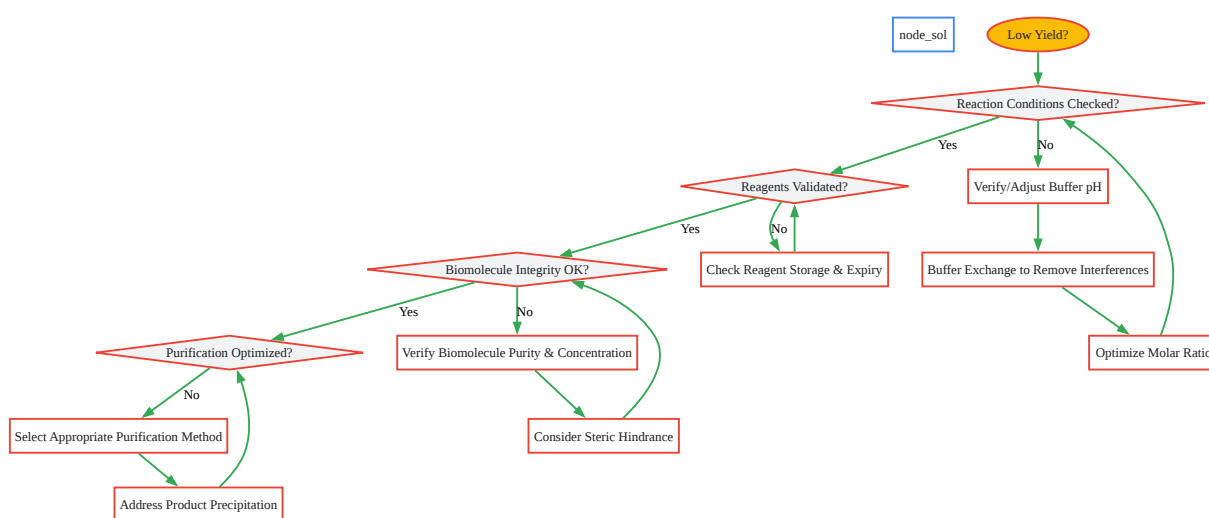 node_sol
Low Yield?
Reaction Conditions Checked?
Yes
No
Reagents Validated?
Verify/Adjust Buffer pH
Yes
No
Biomolecule Integrity OK?
Check Reagent Storage & Expiry
Buffer Exchange to Remove Interferences
Yes
No
Purification Optimized?
Verify Biomolecule Purity & Concentration
Optimize Molar Ratio
No
Select Appropriate Purification Method
Consider Steric Hindrance
Address Product Precipitation